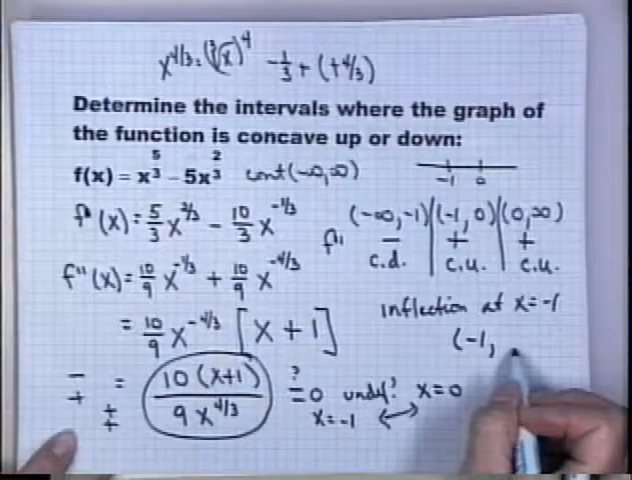 x^{4/3} = (∛x)^4   -1/3 + (+4/3)
Determine the intervals where the graph of
the function is concave up or down:
f(x) = x^{5/3} - 5x^{2/3}   cont (-∞, ∞)
-1 0
f'(x) = 5/3 x^{2/3} - 10/3 x^{-1/3}
(-∞, -1) | (-1, 0) | (0, ∞)
f'' - | + | +
c.d. | c.u. | c.u.
f''(x) = 10/9 x^{-1/3} + 10/9 x^{-4/3}
= 10/9 x^{-4/3} [x + 1]
inflection at x = -1
(-1,
-/+ +/+ = 10(x+1) / 9x^{4/3} ?= 0 undf? x = 0
x = -1